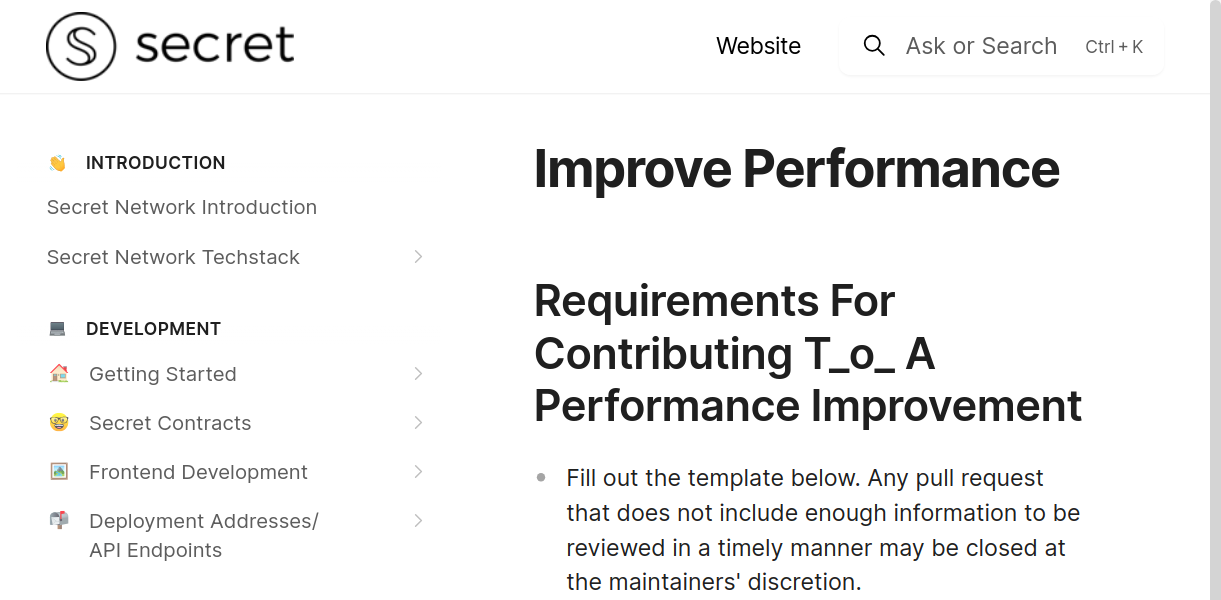 secret
Website
Ask or Search
Ctrl + K
INTRODUCTION
Secret Network Introduction
Secret Network Techstack
DEVELOPMENT
Getting Started
Secret Contracts
Frontend Development
Deployment Addresses/
API Endpoints
Improve Performance
Requirements For
Contributing T_o_ A
Performance Improvement
Fill out the template below. Any pull request
that does not include enough information to be
reviewed in a timely manner may be closed at
the maintainers' discretion.